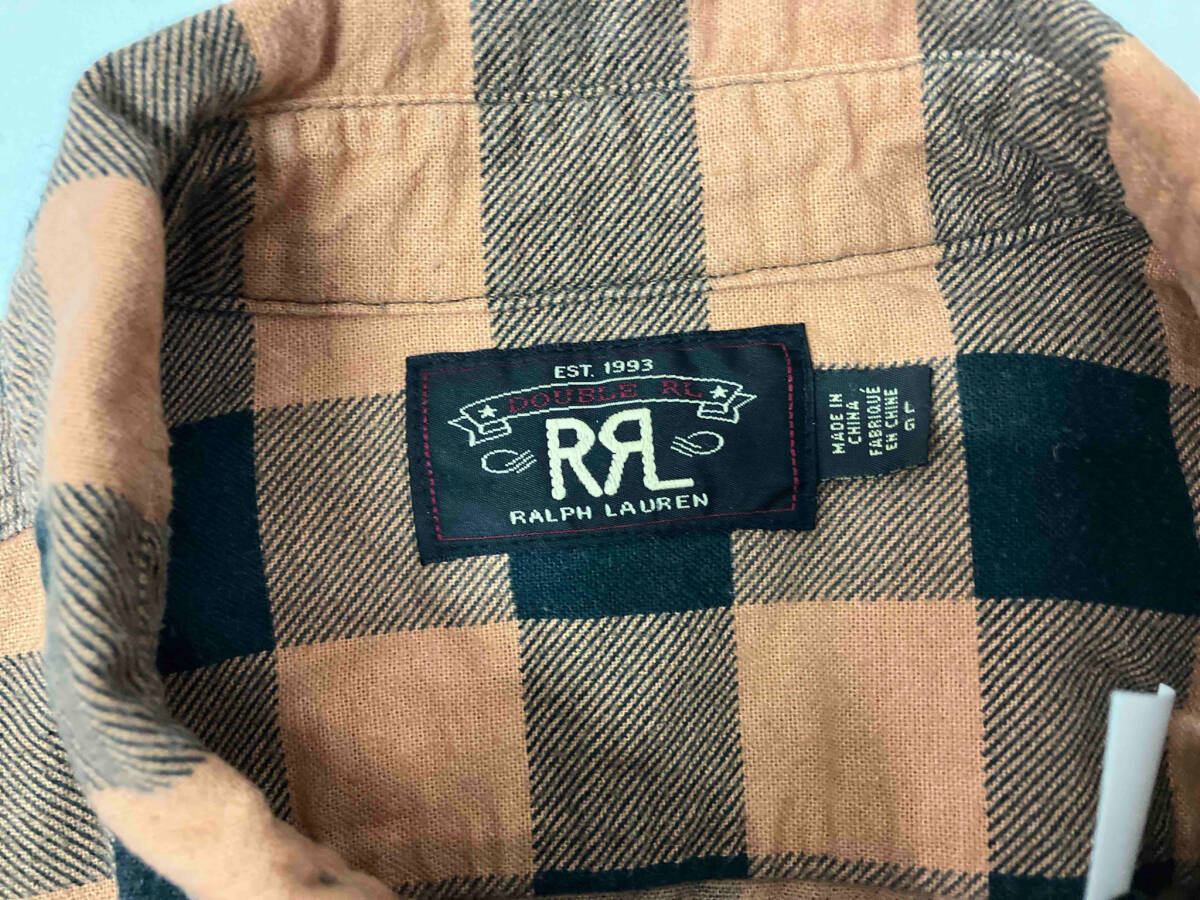 EST. 1993
DOUBLE RL
RRL
RALPH LAUREN
MADE IN
CHINA
FABRIQUÉ
EN CHINE